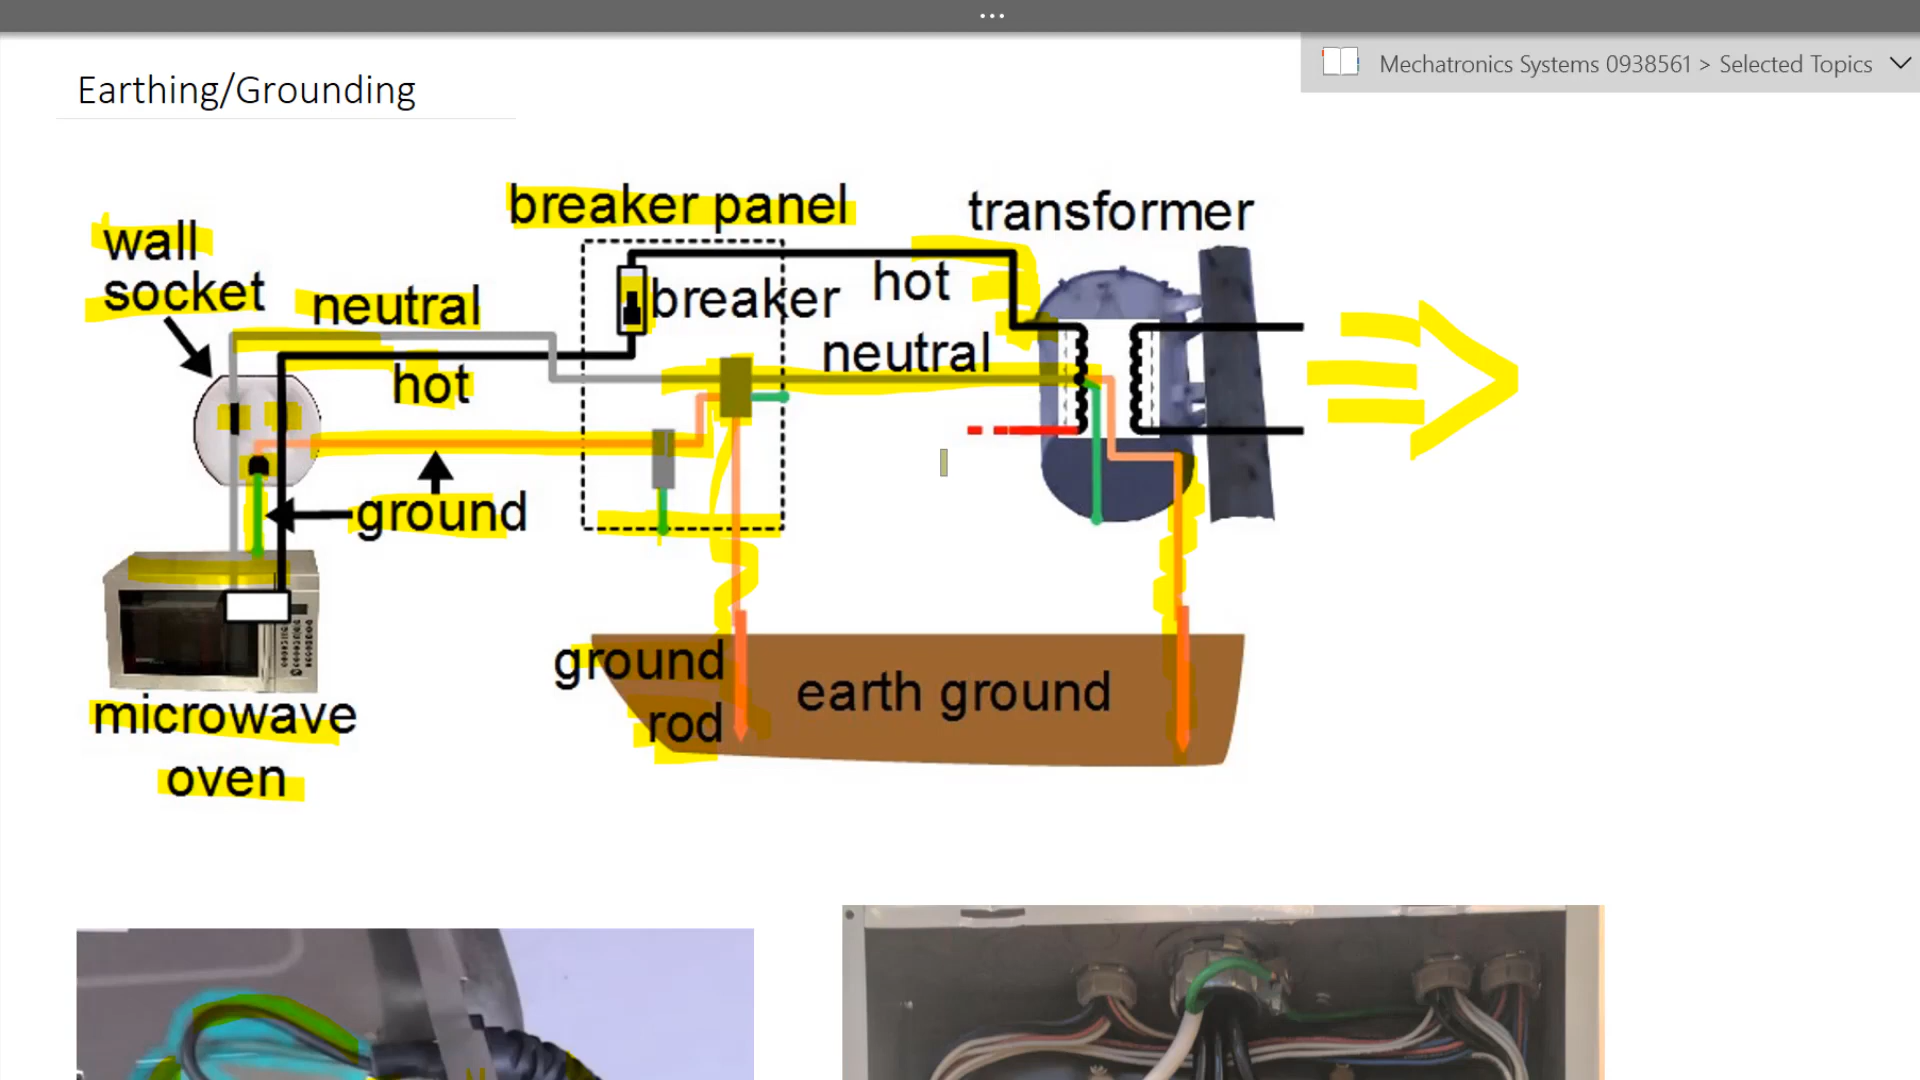 ...
Mechatronics Systems 0938561 > Selected Topics
Earthing/Grounding
breaker panel
transformer
wall
socket
neutral
breaker
hot
neutral
hot
ground
ground
rod
earth ground
microwave
oven